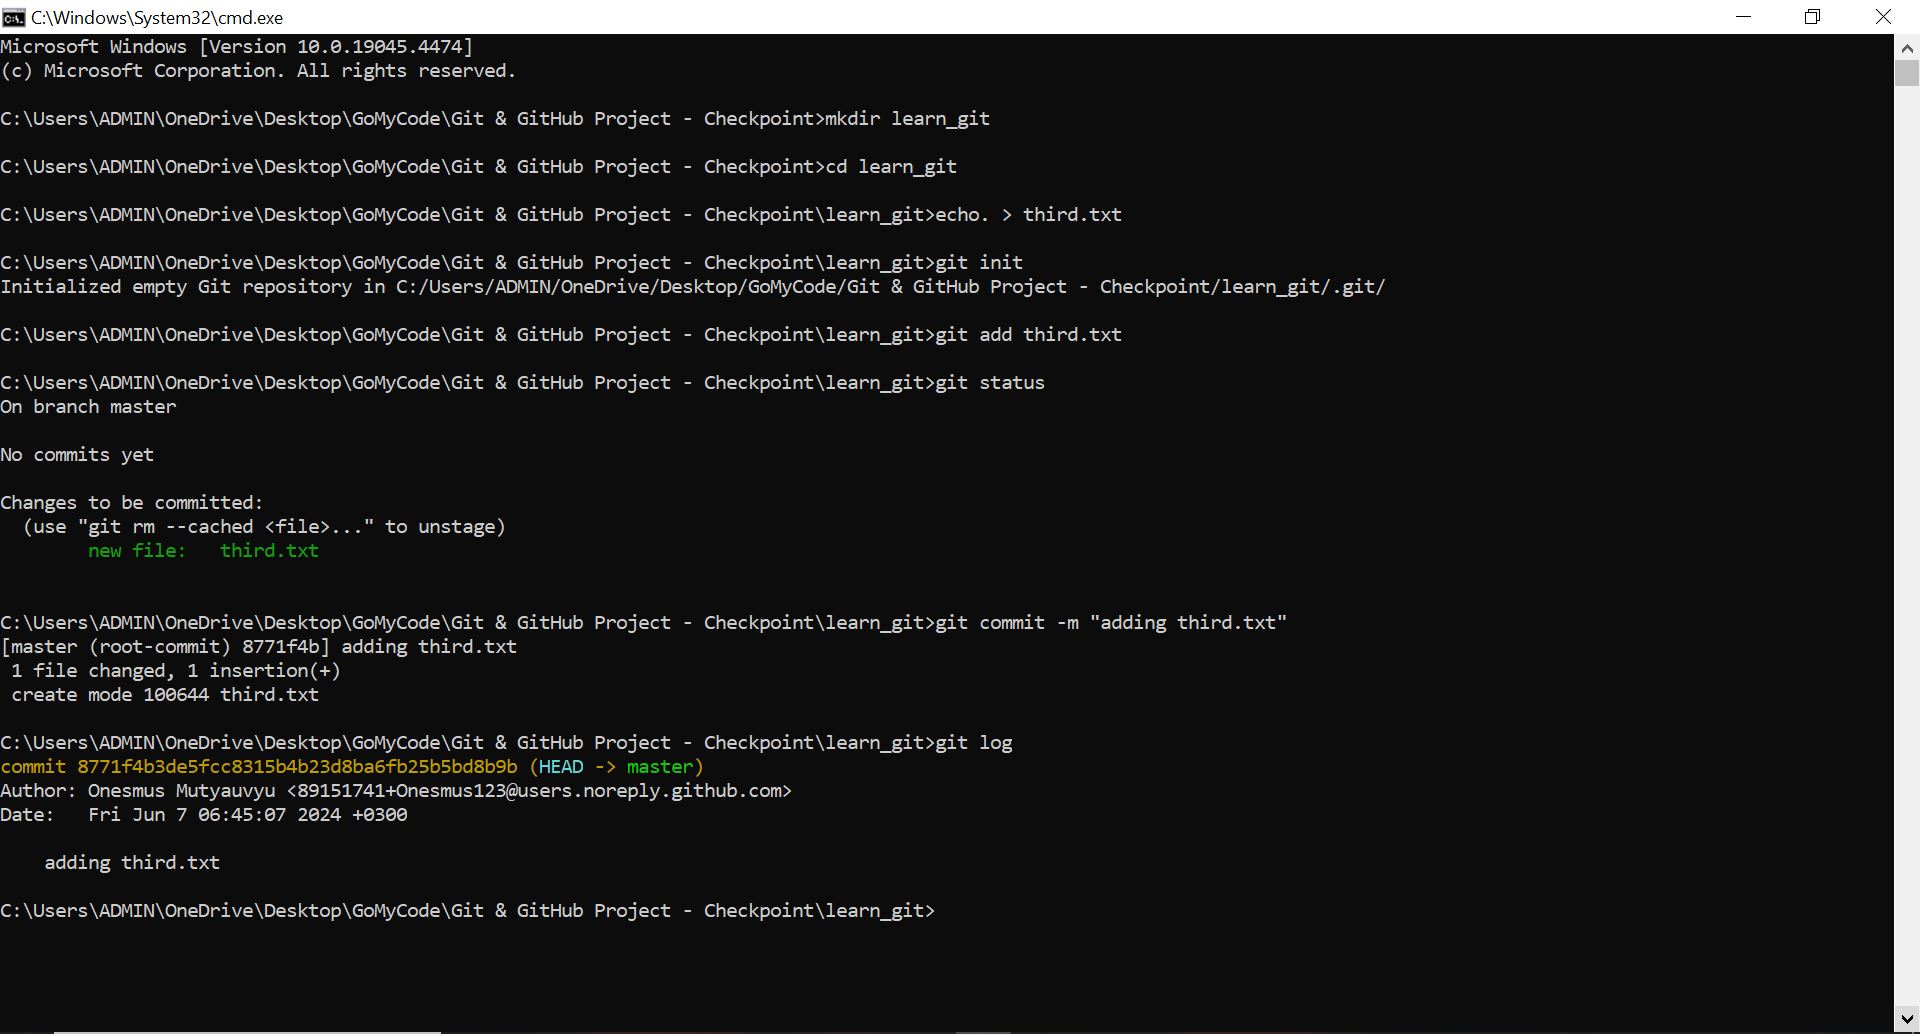 C:\Windows\System32\cmd.exe
Microsoft Windows [Version 10.0.19045.4474]
(c) Microsoft Corporation. All rights reserved.
C:\Users\ADMIN\OneDrive\Desktop\GoMyCode\Git & GitHub Project - Checkpoint>mkdir learn_git
C:\Users\ADMIN\OneDrive\Desktop\GoMyCode\Git & GitHub Project - Checkpoint>cd learn_git
C:\Users\ADMIN\OneDrive\Desktop\GoMyCode\Git & GitHub Project - Checkpoint\learn_git>echo. > third.txt
C:\Users\ADMIN\OneDrive\Desktop\GoMyCode\Git & GitHub Project - Checkpoint\learn_git>git init
Initialized empty Git repository in C:/Users/ADMIN/OneDrive/Desktop/GoMyCode/Git & GitHub Project - Checkpoint/learn_git/.git/
C:\Users\ADMIN\OneDrive\Desktop\GoMyCode\Git & GitHub Project - Checkpoint\learn_git>git add third.txt
C:\Users\ADMIN\OneDrive\Desktop\GoMyCode\Git & GitHub Project - Checkpoint\learn_git>git status
On branch master
No commits yet
Changes to be committed:
  (use "git rm --cached <file>..." to unstage)
        new file:   third.txt
C:\Users\ADMIN\OneDrive\Desktop\GoMyCode\Git & GitHub Project - Checkpoint\learn_git>git commit -m "adding third.txt"
[master (root-commit) 8771f4b] adding third.txt
 1 file changed, 1 insertion(+)
 create mode 100644 third.txt
C:\Users\ADMIN\OneDrive\Desktop\GoMyCode\Git & GitHub Project - Checkpoint\learn_git>git log
commit 8771f4b3de5fcc8315b4b23d8ba6fb25b5bd8b9b (HEAD -> master)
Author: Onesmus Mutyauvyu <89151741+Onesmus123@users.noreply.github.com>
Date:   Fri Jun 7 06:45:07 2024 +0300
    adding third.txt
C:\Users\ADMIN\OneDrive\Desktop\GoMyCode\Git & GitHub Project - Checkpoint\learn_git>